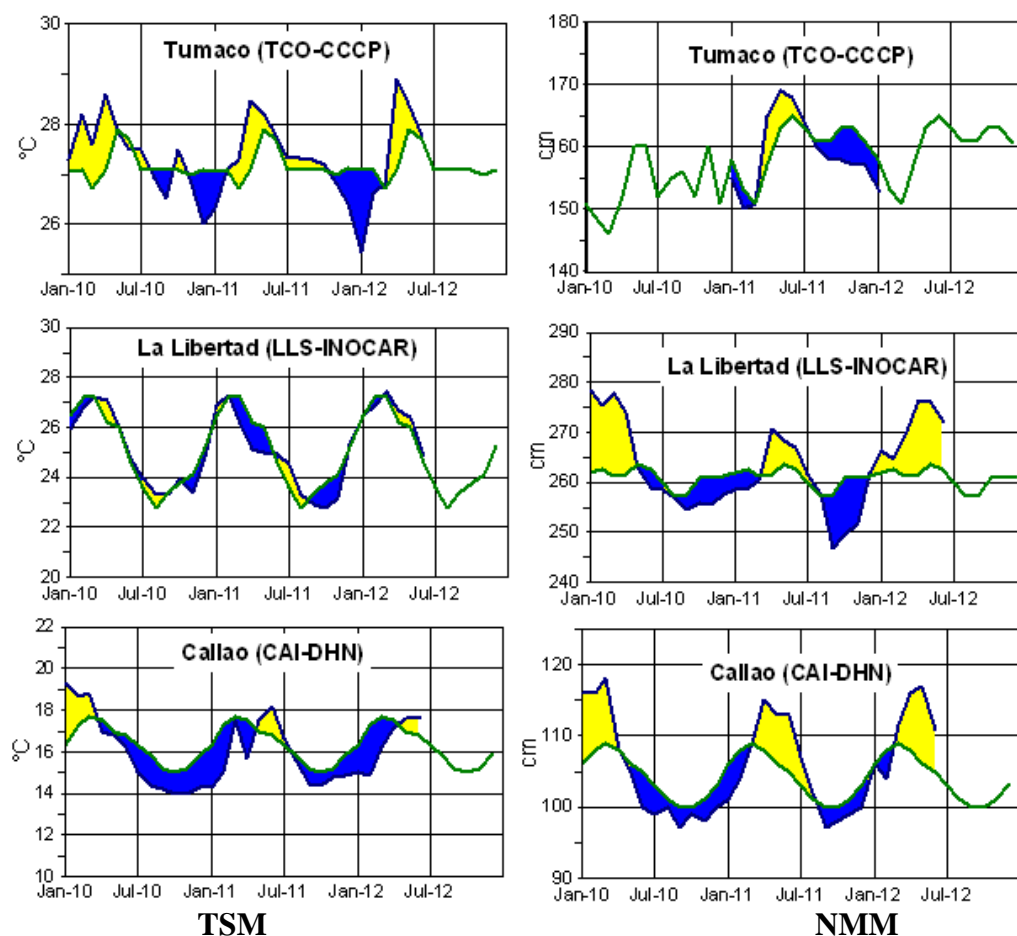 30
Tumaco (TCO-CCCP)
28
°C
26
Jan-10 Jul-10 Jan-11 Jul-11 Jan-12 Jul-12
180
Tumaco (TCO-CCCP)
170
160
cm
150
140
Jan-10 Jul-10 Jan-11 Jul-11 Jan-12 Jul-12
30
La Libertad (LLS-INOCAR)
28
26
°C
24
22
20
Jan-10 Jul-10 Jan-11 Jul-11 Jan-12 Jul-12
290
La Libertad (LLS-INOCAR)
280
270
cm
260
250
240
Jan-10 Jul-10 Jan-11 Jul-11 Jan-12 Jul-12
22
Callao (CAI-DHN)
20
18
°C
16
14
12
10
Jan-10 Jul-10 Jan-11 Jul-11 Jan-12 Jul-12
TSM
120
Callao (CAI-DHN)
110
cm
100
90
Jan-10 Jul-10 Jan-11 Jul-11 Jan-12 Jul-12
NMM